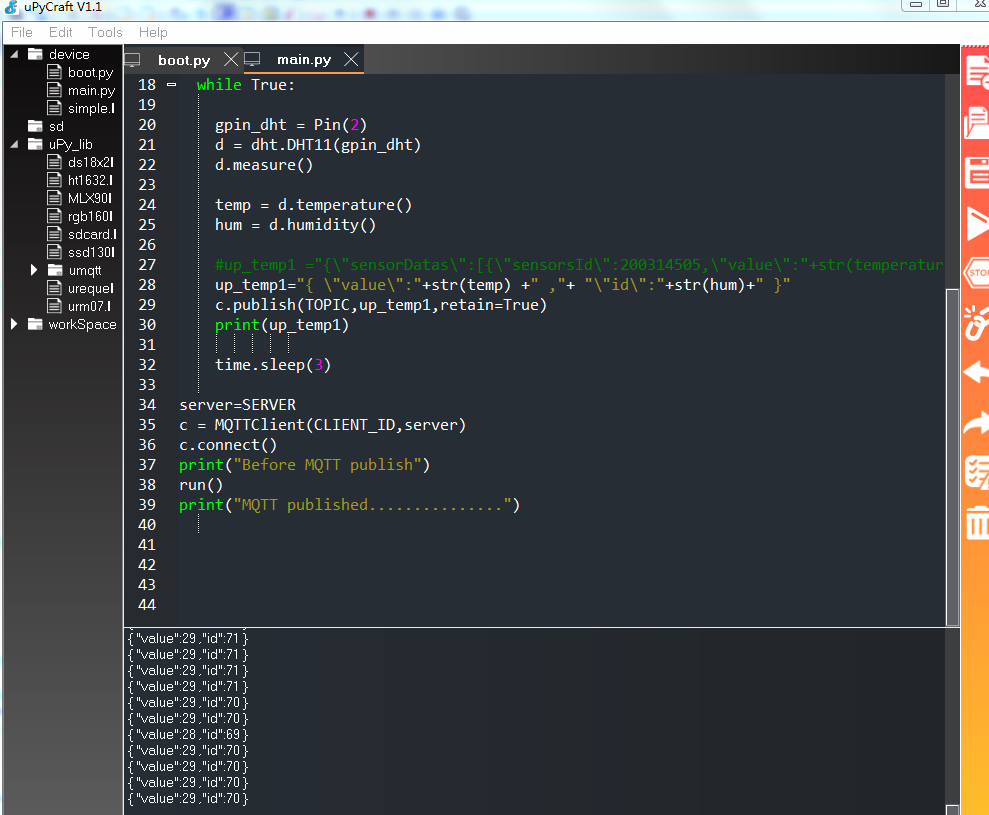 uPyCraft V1.1
File Edit Tools Help
device
boot.py
main.py
simple.
sd
uPy_lib
ds18x2
ht1632.
MLX90
rgb160
sdcard.
ssd130
umqtt
urequel
urm07.
workSpace
boot.py main.py
18 while True:
19
20 gpin_dht = Pin(2)
21 d = dht.DHT11(gpin_dht)
22 d.measure()
23
24 temp = d.temperature()
25 hum = d.humidity()
26
27 #up_temp1 ="{\"sensorDatas\":[{\"sensorsId\":200314505,\"value\":"+str(temperatur
28 up_temp1="{ \"value\":"+str(temp) +" ,"+ "\"id\":"+str(hum)+" }"
29 c.publish(TOPIC,up_temp1,retain=True)
30 print(up_temp1)
31
32 time.sleep(3)
33
34 server=SERVER
35 c = MQTTClient(CLIENT_ID,server)
36 c.connect()
37 print("Before MQTT publish")
38 run()
39 print("MQTT published...............")
40
41
42
43
44
{ "value":29 ,"id":71 }
{ "value":29 ,"id":71 }
{ "value":29 ,"id":71 }
{ "value":29 ,"id":71 }
{ "value":29 ,"id":70 }
{ "value":29 ,"id":70 }
{ "value":28 ,"id":69 }
{ "value":29 ,"id":70 }
{ "value":29 ,"id":70 }
{ "value":29 ,"id":70 }
{ "value":29 ,"id":70 }
STOP